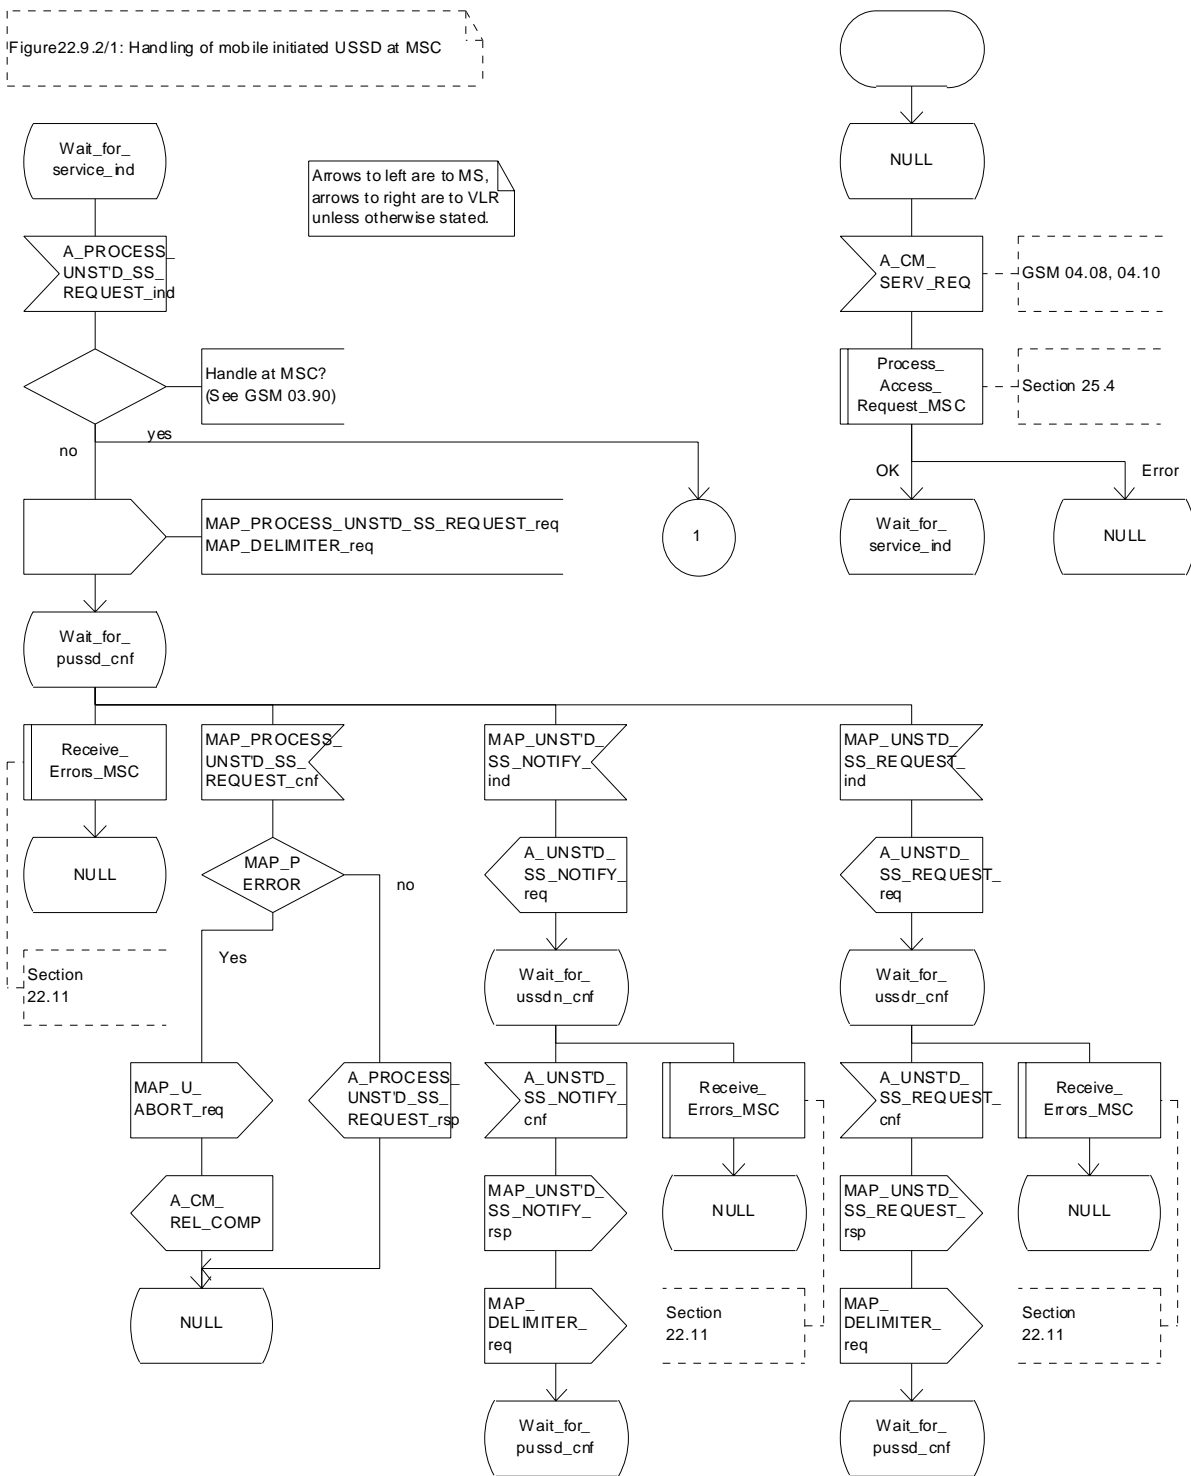 Figure22.9.2/1: Handling of mobile initiated USSD at MSC
Wait_for_
service_ind
Arrows to left are to MS,
arrows to right are to VLR
unless otherwise stated.
NULL
A_PROCESS_
UNST'D_SS_
REQUEST_ind
A_CM_
SERV_REQ
GSM 04.08, 04.10
Handle at MSC?
(See GSM 03.90)
Process_
Access_
Request_MSC
Section 25.4
no
yes
OK
Error
MAP_PROCESS_UNST'D_SS_REQUEST_req
MAP_DELIMITER_req
1
Wait_for_
service_ind
NULL
Wait_for_
pussd_cnf
Receive_
Errors_MSC
MAP_PROCESS_
UNST'D_SS_
REQUEST_cnf
MAP_UNST'D_
SS_NOTIFY_
ind
MAP_UNST'D_
SS_REQUEST_
ind
NULL
MAP_P
ERROR
no
A_UNST'D_
SS_NOTIFY_
req
A_UNST'D_
SS_REQUEST_
req
Yes
Section
22.11
Wait_for_
ussdn_cnf
Wait_for_
ussdr_cnf
MAP_U_
ABORT_req
A_PROCESS_
UNST'D_SS_
REQUEST_rsp
A_UNST'D_
SS_NOTIFY_
cnf
Receive_
Errors_MSC
A_UNST'D_
SS_REQUEST_
cnf
Receive_
Errors_MSC
A_CM_
REL_COMP
MAP_UNST'D_
SS_NOTIFY_
rsp
NULL
MAP_UNST'D_
SS_REQUEST_
rsp
NULL
NULL
MAP_
DELIMITER_
req
Section
22.11
MAP_
DELIMITER_
req
Section
22.11
Wait_for_
pussd_cnf
Wait_for_
pussd_cnf